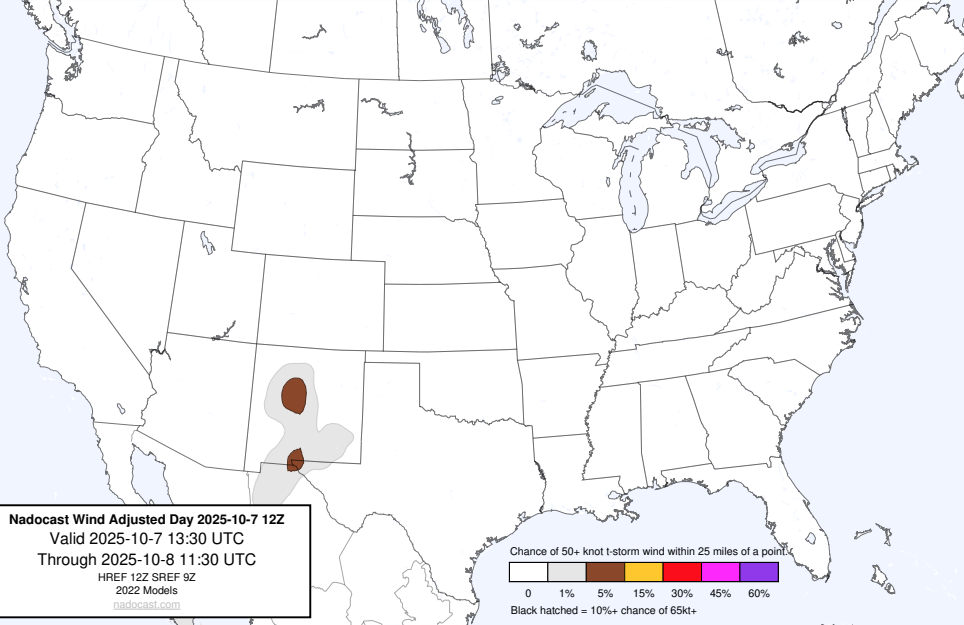 Nadocast Wind Adjusted Day 2025-10-7 12Z
Valid 2025-10-7 13:30 UTC
Through 2025-10-8 11:30 UTC
HREF 12Z SREF 9Z
2022 Models
nadocast.com
Chance of 50+ knot t-storm wind within 25 miles of a point.
0 1% 5% 15% 30% 45% 60%
Black hatched = 10%+ chance of 65kt+